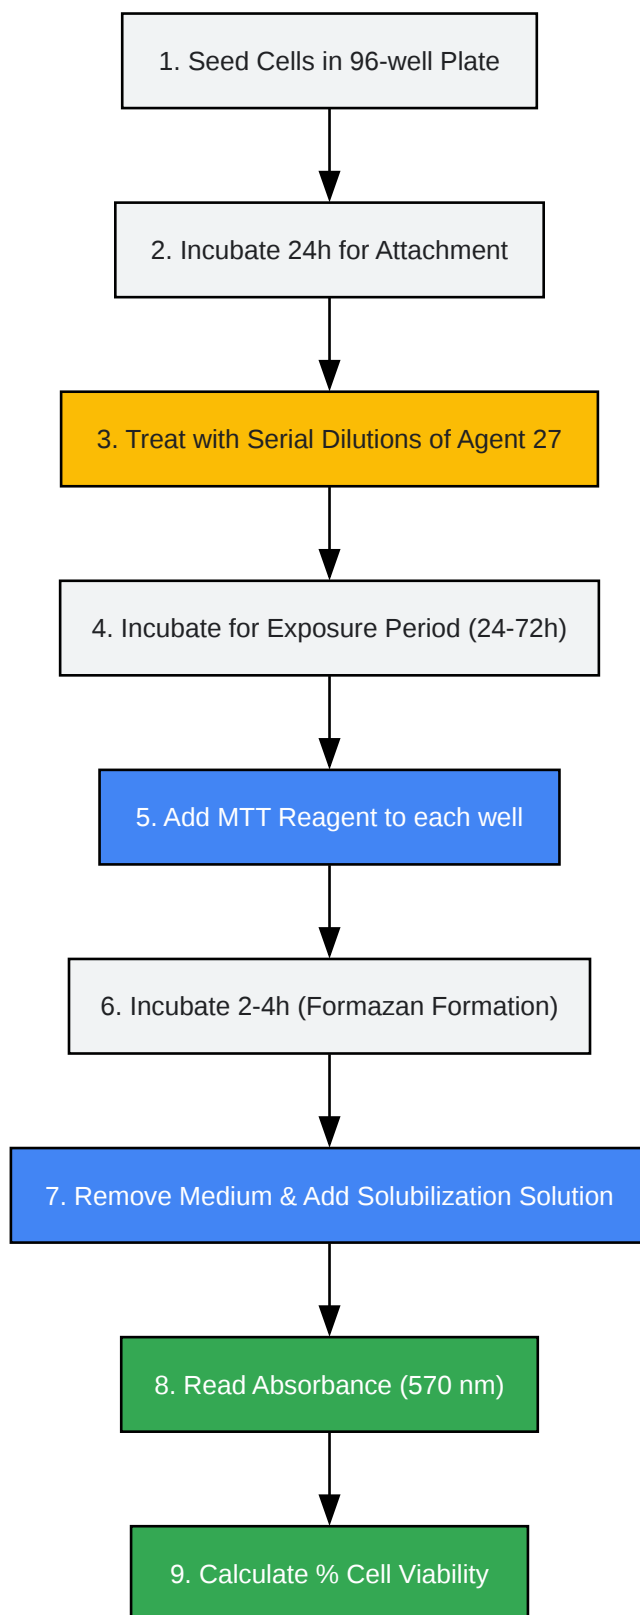 1. Seed Cells in 96-well Plate
2. Incubate 24h for Attachment
3. Treat with Serial Dilutions of Agent 27
4. Incubate for Exposure Period (24-72h)
5. Add MTT Reagent to each well
6. Incubate 2-4h (Formazan Formation)
7. Remove Medium & Add Solubilization Solution
8. Read Absorbance (570 nm)
9. Calculate % Cell Viability